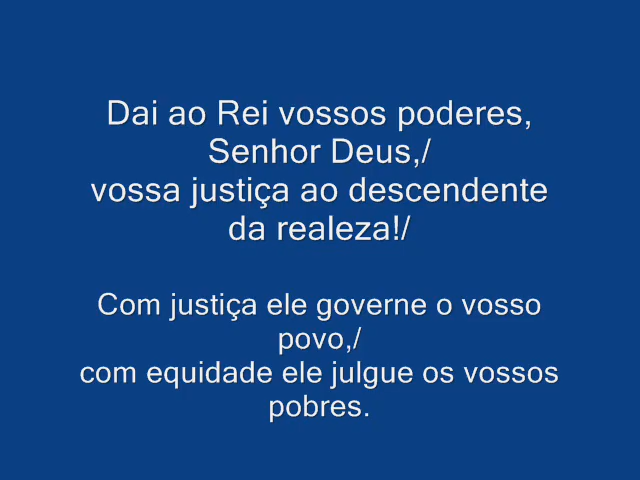 Dai ao Rei vossos poderes,
Senhor Deus,/
vossa justiça ao descendente
da realeza!/
Com justiça ele governe o vosso
povo,/
com equidade ele julgue os vossos
pobres.